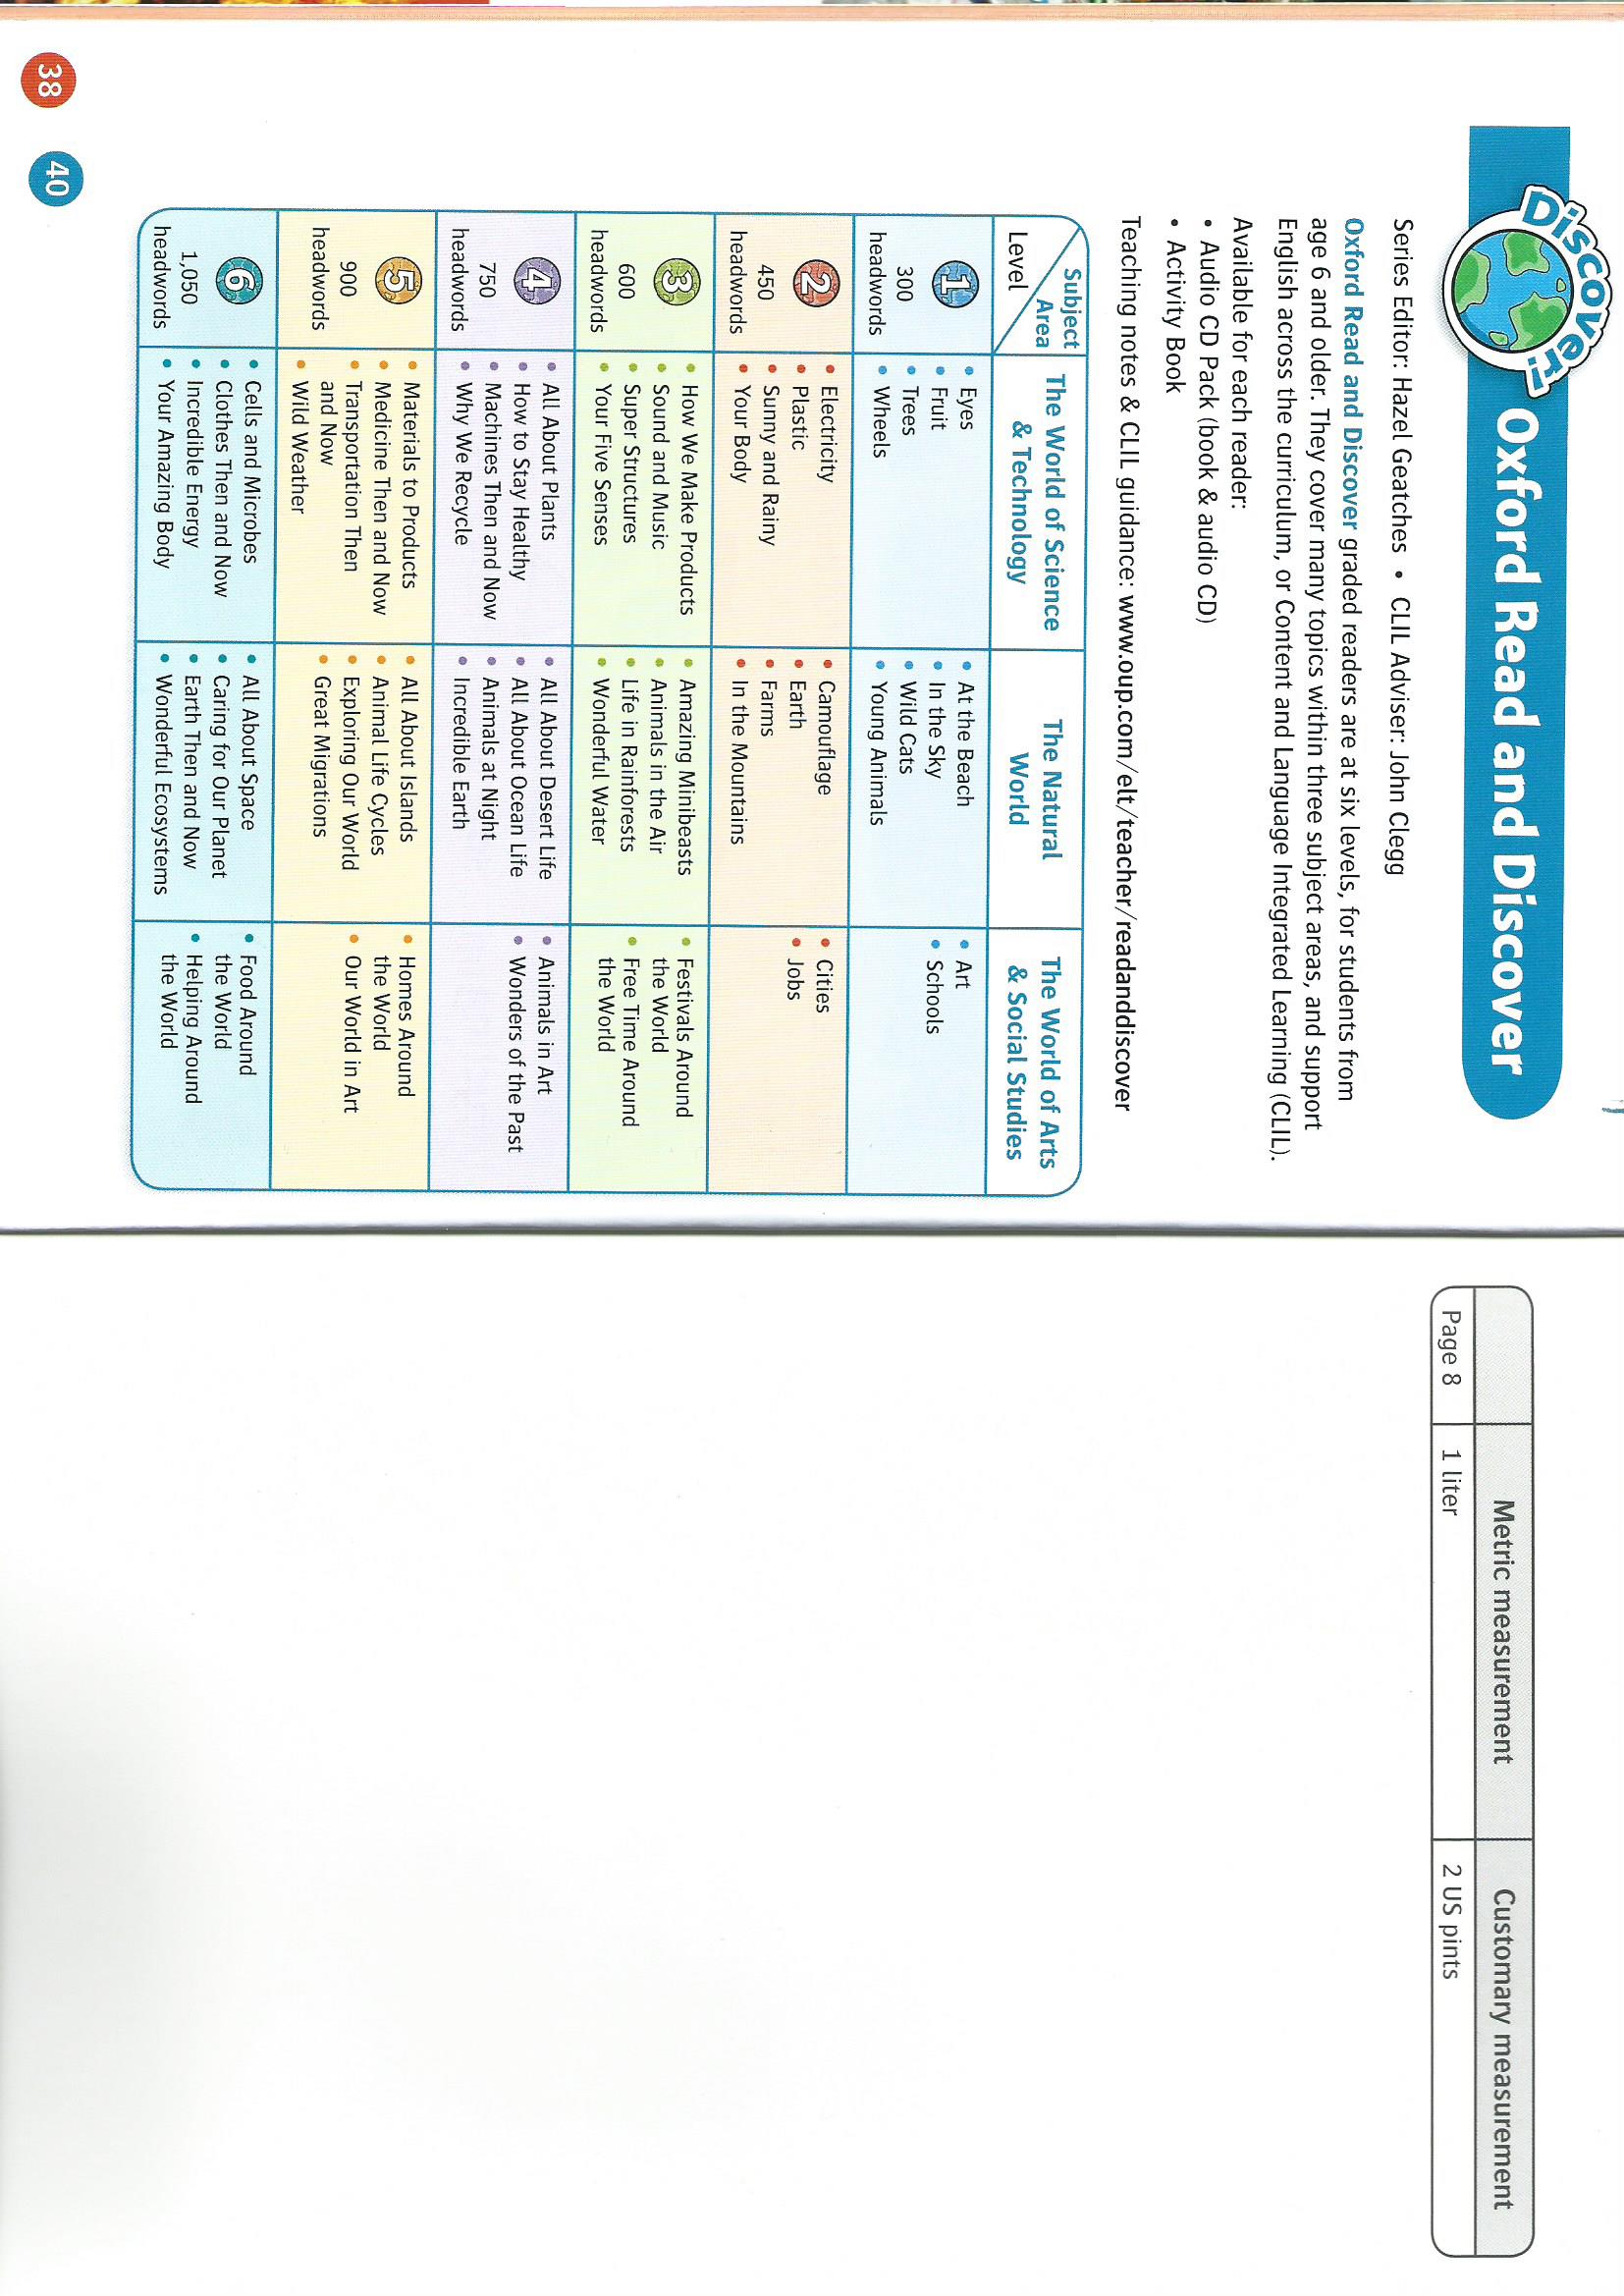 Discover!
Oxford Read and Discover
Series Editor: Hazel Geatches • CLIL Adviser: John Clegg
Oxford Read and Discover graded readers are at six levels, for students from
age 6 and older. They cover many topics within three subject areas, and support
English across the curriculum, or Content and Language Integrated Learning (CLIL).
Available for each reader:
• Audio CD Pack (book & audio CD)
• Activity Book
Teaching notes & CLIL guidance: www.oup.com/elt/teacher/readanddiscover
Subject
Area
Level
The World of Science
& Technology
The Natural
World
The World of Arts
& Social Studies
1
300
headwords
• Eyes
• Fruit
• Trees
• Wheels
• At the Beach
• In the Sky
• Wild Cats
• Young Animals
• Art
• Schools
2
450
headwords
• Electricity
• Plastic
• Sunny and Rainy
• Your Body
• Camouflage
• Earth
• Farms
• In the Mountains
• Cities
• Jobs
3
600
headwords
• How We Make Products
• Sound and Music
• Super Structures
• Your Five Senses
• Amazing Minibeasts
• Animals in the Air
• Life in Rainforests
• Wonderful Water
• Festivals Around
the World
• Free Time Around
the World
4
750
headwords
• All About Plants
• How to Stay Healthy
• Machines Then and Now
• Why We Recycle
• All About Desert Life
• All About Ocean Life
• Animals at Night
• Incredible Earth
• Animals in Art
• Wonders of the Past
5
900
headwords
• Materials to Products
• Medicine Then and Now
• Transportation Then
and Now
• Wild Weather
• All About Islands
• Animal Life Cycles
• Exploring Our World
• Great Migrations
• Homes Around
the World
• Our World in Art
6
1,050
headwords
• Cells and Microbes
• Clothes Then and Now
• Incredible Energy
• Your Amazing Body
• All About Space
• Caring for Our Planet
• Earth Then and Now
• Wonderful Ecosystems
• Food Around
the World
• Helping Around
the World
38
40
Metric measurement
Customary measurement
Page 8
1 liter
2 US pints